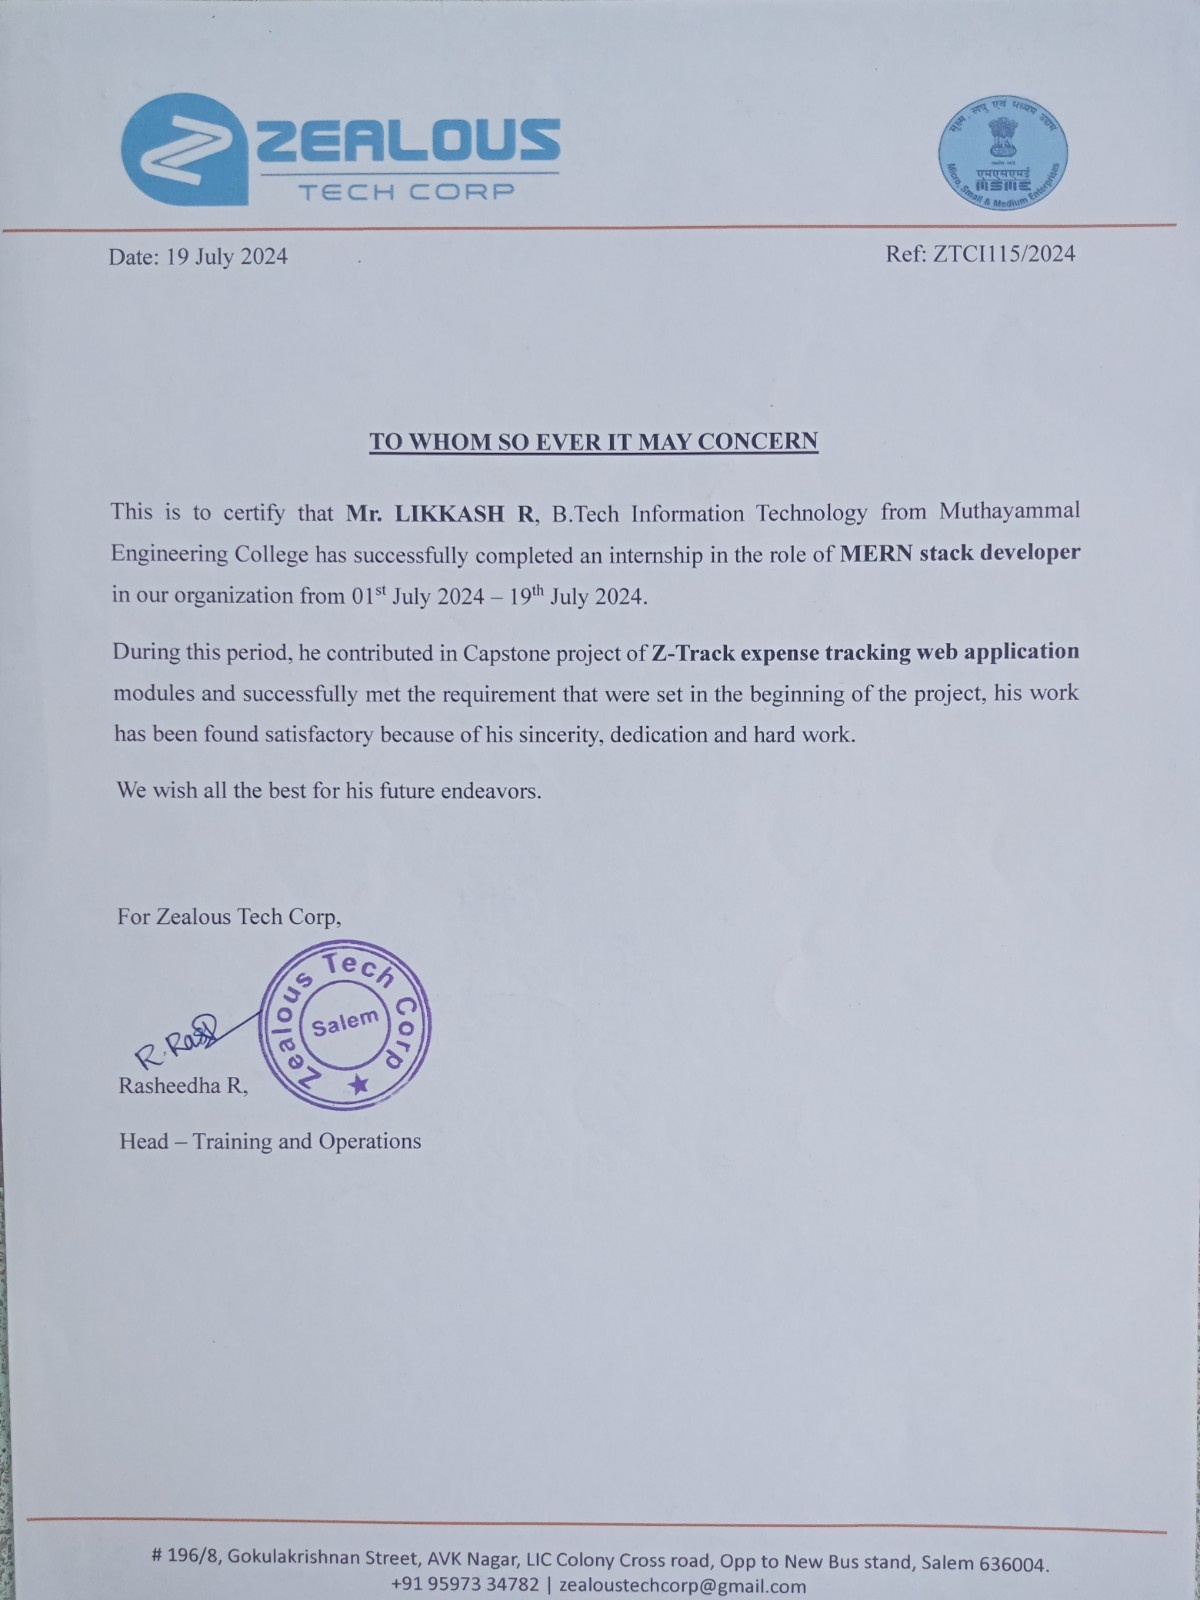 ZEALOUS
TECH CORP
सूक्ष्म, लघु एवं मध्यम उद्यम
एमएसएमई
MSME
Micro, Small & Medium Enterprises
Date: 19 July 2024
Ref: ZTCI115/2024
TO WHOM SO EVER IT MAY CONCERN
This is to certify that Mr. LIKKASH R, B.Tech Information Technology from Muthayammal
Engineering College has successfully completed an internship in the role of MERN stack developer
in our organization from 01st July 2024 – 19th July 2024.
During this period, he contributed in Capstone project of Z-Track expense tracking web application
modules and successfully met the requirement that were set in the beginning of the project, his work
has been found satisfactory because of his sincerity, dedication and hard work.
We wish all the best for his future endeavors.
For Zealous Tech Corp,
Zealous Tech Corp
Salem
Rasheedha R,
Head – Training and Operations
# 196/8, Gokulakrishnan Street, AVK Nagar, LIC Colony Cross road, Opp to New Bus stand, Salem 636004.
+91 95973 34782 | zealoustechcorp@gmail.com